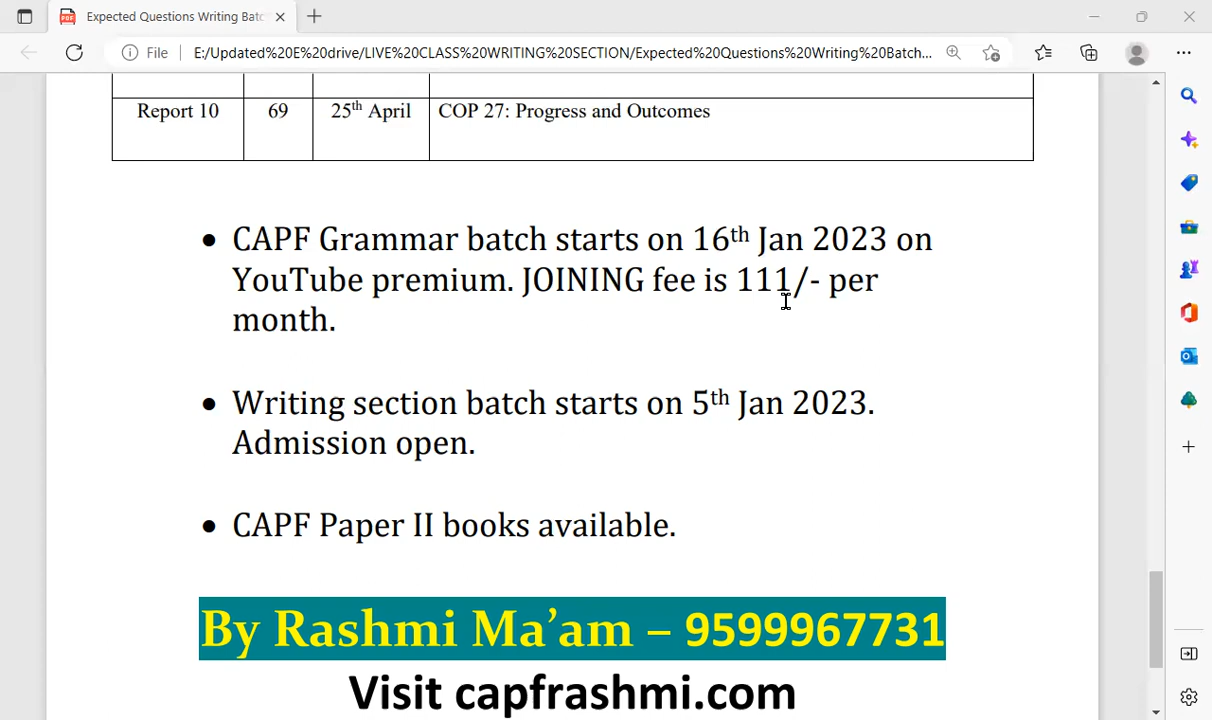 Expected Questions Writing Batc
File
E:/Updated%20E%20drive/LIVE%20CLASS%20WRITING%20SECTION/Expected%20Questions%20Writing%20Batch...
Report 10 69 25th April COP 27: Progress and Outcomes
• CAPF Grammar batch starts on 16th Jan 2023 on
YouTube premium. JOINING fee is 111/- per
month.
• Writing section batch starts on 5th Jan 2023.
Admission open.
• CAPF Paper II books available.
By Rashmi Ma’am – 9599967731
Visit capfrashmi.com